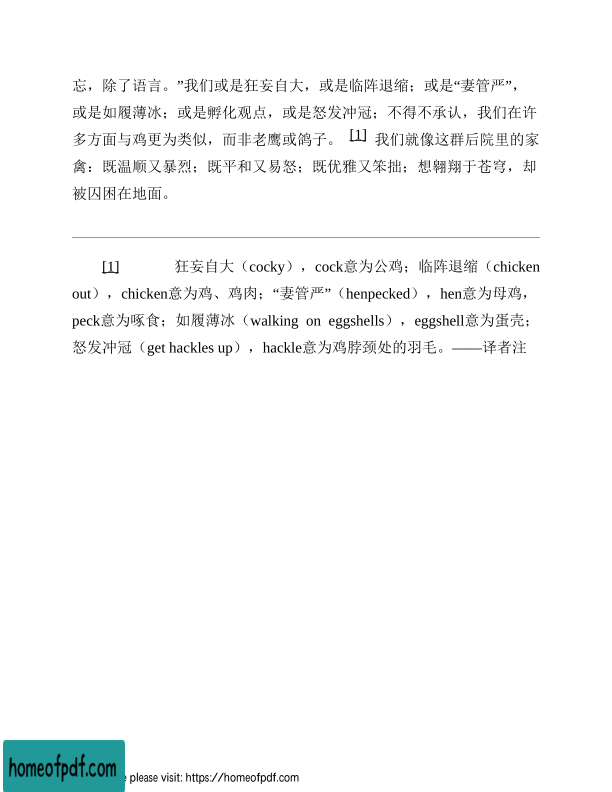 忘，除了语言。”我们或是狂妄自大，或是临阵退缩；或是“妻管严”，
或是如履薄冰；或是孵化观点，或是怒发冲冠；不得不承认，我们在许
多方面与鸡更为类似，而非老鹰或鸽子。 [1] 我们就像这群后院里的家
禽：既温顺又暴烈；既平和又易怒；既优雅又笨拙；想翱翔于苍穹，却
被囚困在地面。
[1] 狂妄自大（cocky），cock意为公鸡；临阵退缩（chicken
out），chicken意为鸡、鸡肉；“妻管严”（henpecked），hen意为母鸡，
peck意为啄食；如履薄冰（walking on eggshells），eggshell意为蛋壳；
怒发冲冠（get hackles up），hackle意为鸡脖颈处的羽毛。——译者注
homeofpdf.com
e please visit: https://homeofpdf.com